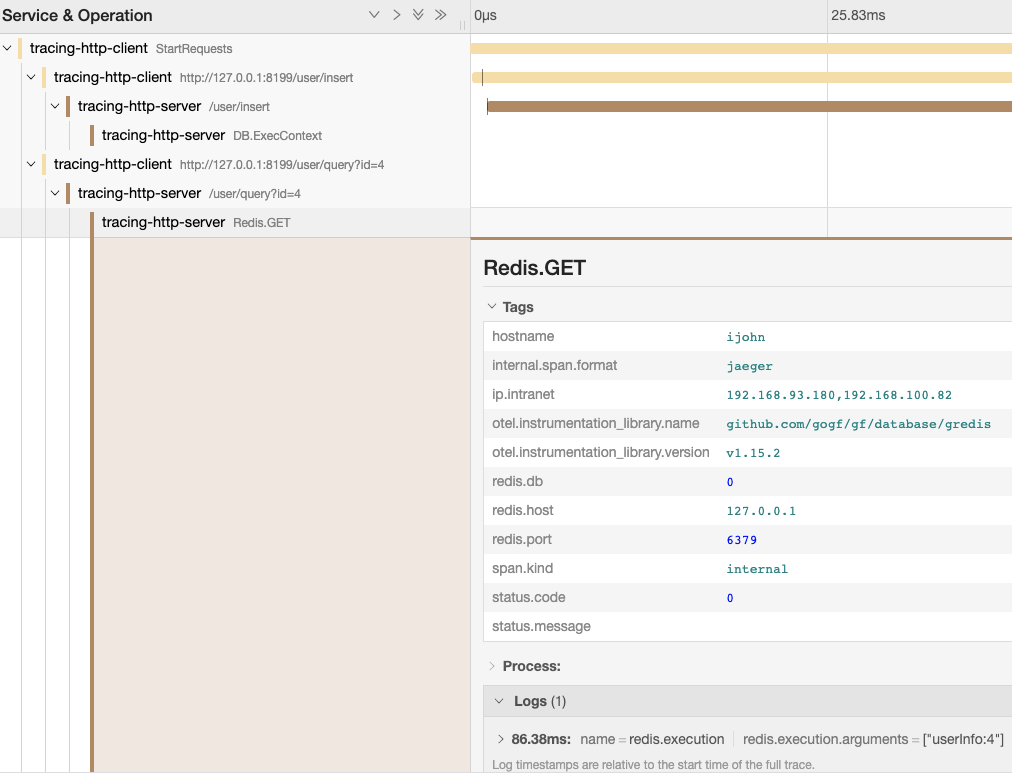 Service & Operation
0μs
25.83ms
tracing-http-client StartRequests
tracing-http-client http://127.0.0.1:8199/user/insert
tracing-http-server /user/insert
tracing-http-server DB.ExecContext
tracing-http-client http://127.0.0.1:8199/user/query?id=4
tracing-http-server /user/query?id=4
tracing-http-server Redis.GET
Redis.GET
Tags
hostname ijohn
internal.span.format jaeger
ip.intranet 192.168.93.180,192.168.100.82
otel.instrumentation_library.name github.com/gogf/gf/database/gredis
otel.instrumentation_library.version v1.15.2
redis.db 0
redis.host 127.0.0.1
redis.port 6379
span.kind internal
status.code 0
status.message
Process:
Logs (1)
86.38ms: name = redis.execution redis.execution.arguments = ["userInfo:4"]
Log timestamps are relative to the start time of the full trace.